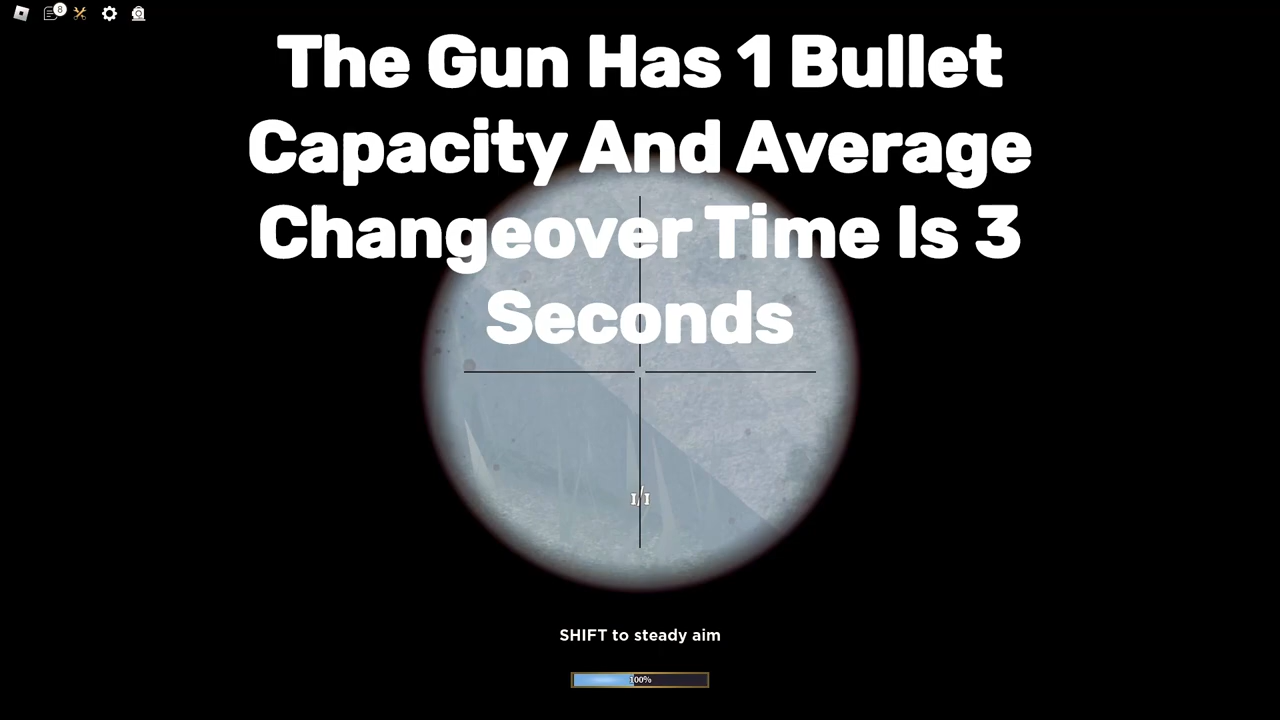 8
The Gun Has 1 Bullet
Capacity And Average
Changeover Time Is 3
Seconds
1/1
SHIFT to steady aim
100%